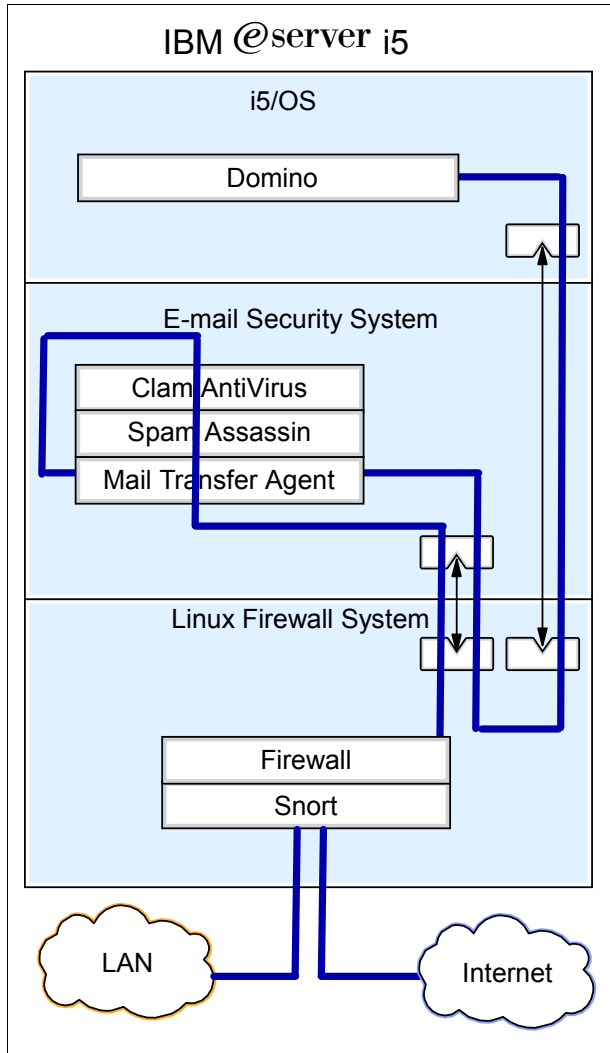 IBM e server i5
i5/OS
Domino
E-mail Security System
Clam AntiVirus
Spam Assassin
Mail Transfer Agent
Linux Firewall System
Firewall
Snort
LAN
Internet